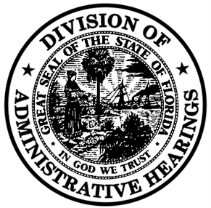 DIVISION OF
ADMINISTRATIVE HEARINGS
GREAT SEAL OF THE STATE OF FLORIDA
IN GOD WE TRUST